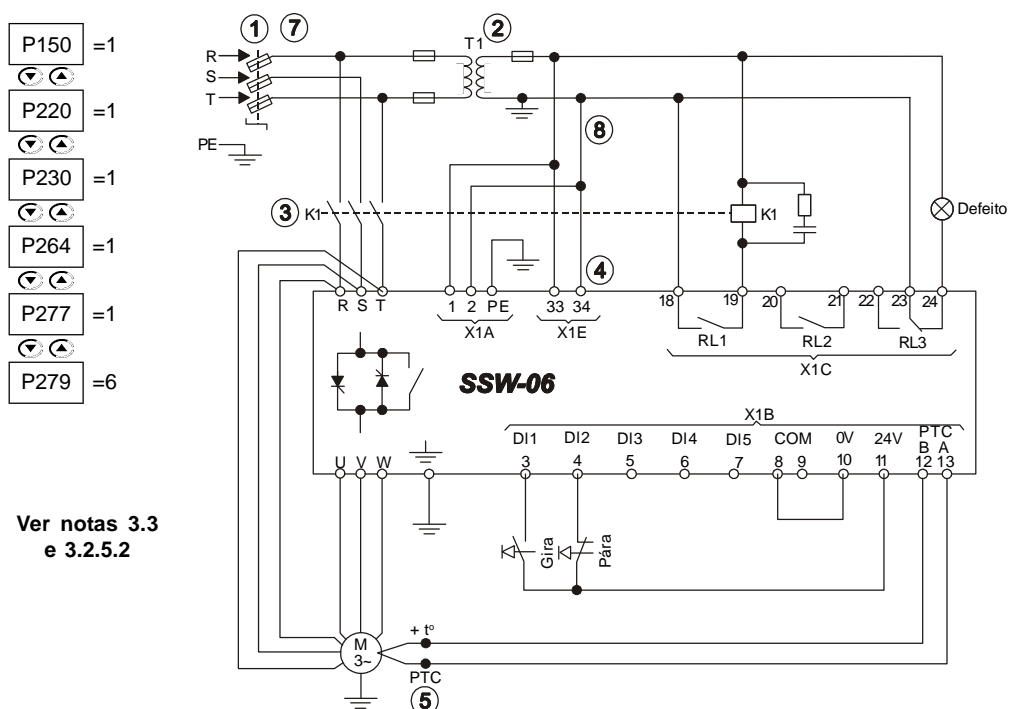 P150 =1
P220 =1
P230 =1
P264 =1
P277 =1
P279 =6
Ver notas 3.3
e 3.2.5.2
1 7 2
T1
R
S
T
PE
8
3 K1
K1
Defeito
4
R S T 1 2 PE 33 34 18 19 20 21 22 23 24
X1A X1E RL1 RL2 RL3
X1C
SSW-06
X1B
DI1 DI2 DI3 DI4 DI5 COM 0V 24V PTC
B A
U V W 3 4 5 6 7 8 9 10 11 12 13
Gira
Pára
M
3~
+ tº
PTC
5